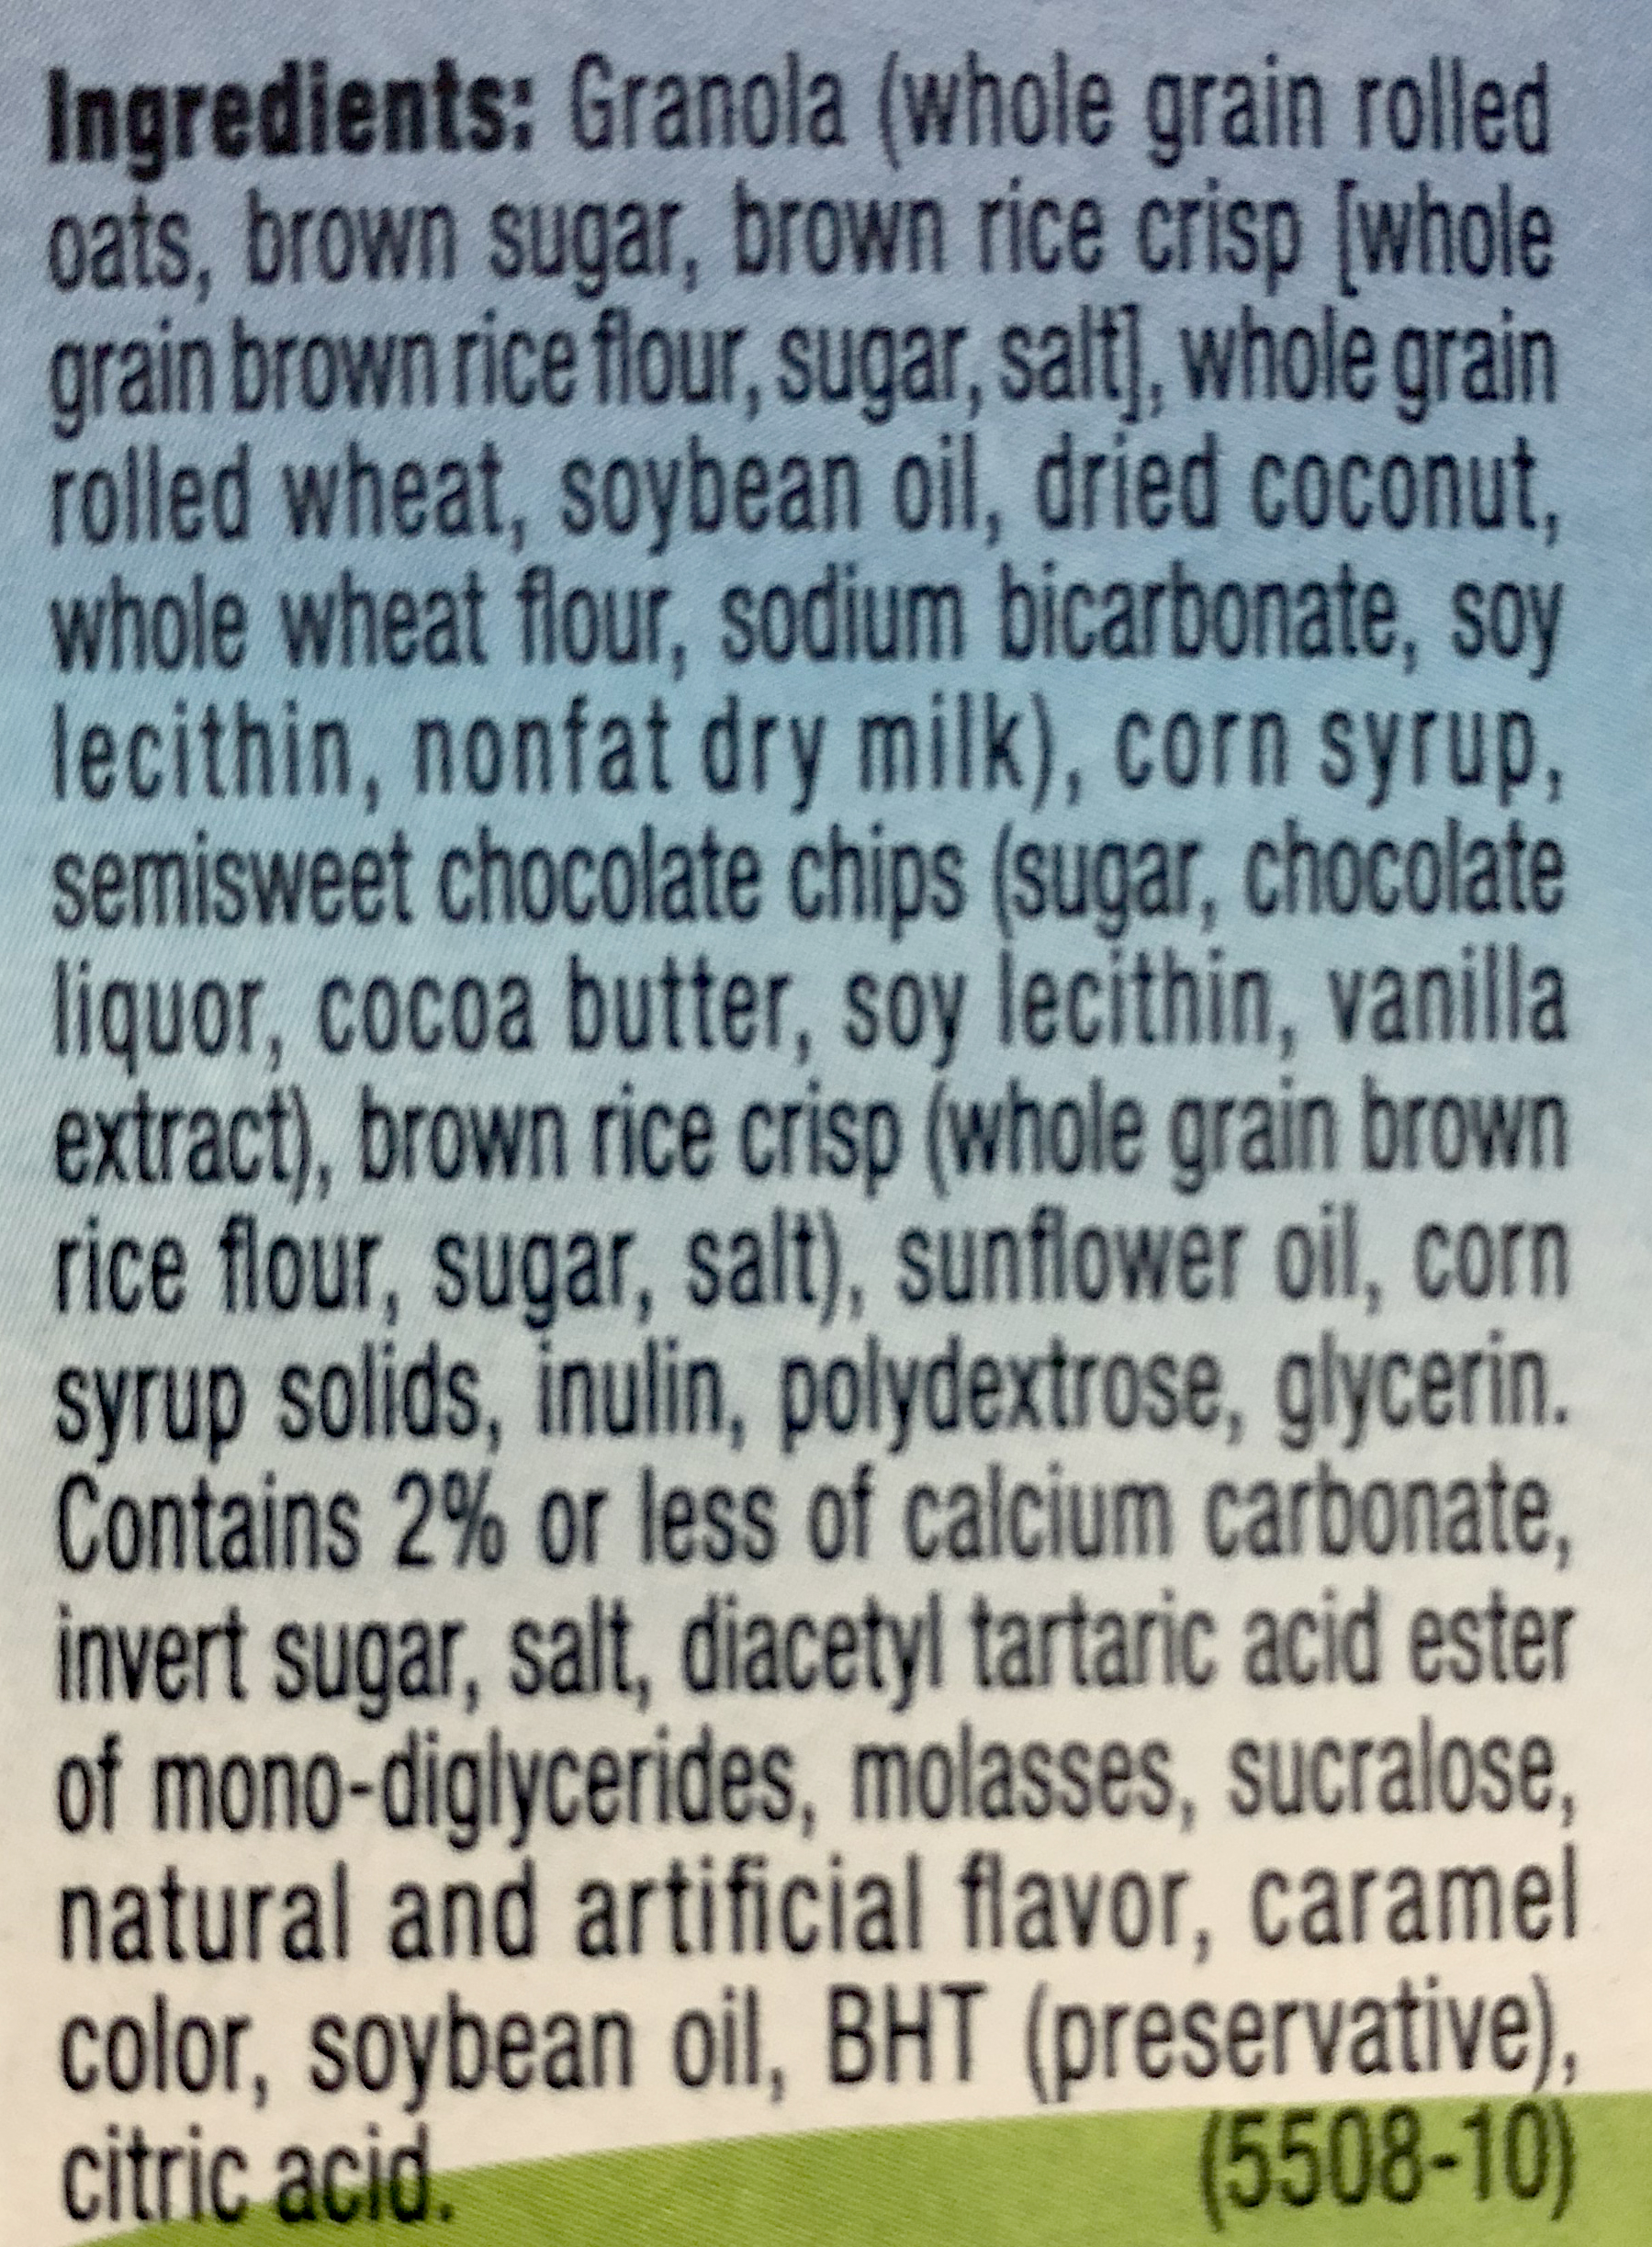 Ingredients: Granola (whole grain rolled
oats, brown sugar, brown rice crisp [whole
grain brown rice flour, sugar, salt], whole grain
rolled wheat, soybean oil, dried coconut,
whole wheat flour, sodium bicarbonate, soy
lecithin, nonfat dry milk), corn syrup,
semisweet chocolate chips (sugar, chocolate
liquor, cocoa butter, soy lecithin, vanilla
extract), brown rice crisp (whole grain brown
rice flour, sugar, salt), sunflower oil, corn
syrup solids, inulin, polydextrose, glycerin.
Contains 2% or less of calcium carbonate,
invert sugar, salt, diacetyl tartaric acid ester
of mono-diglycerides, molasses, sucralose,
natural and artificial flavor, caramel
color, soybean oil, BHT (preservative),
citric acid. (5508-10)